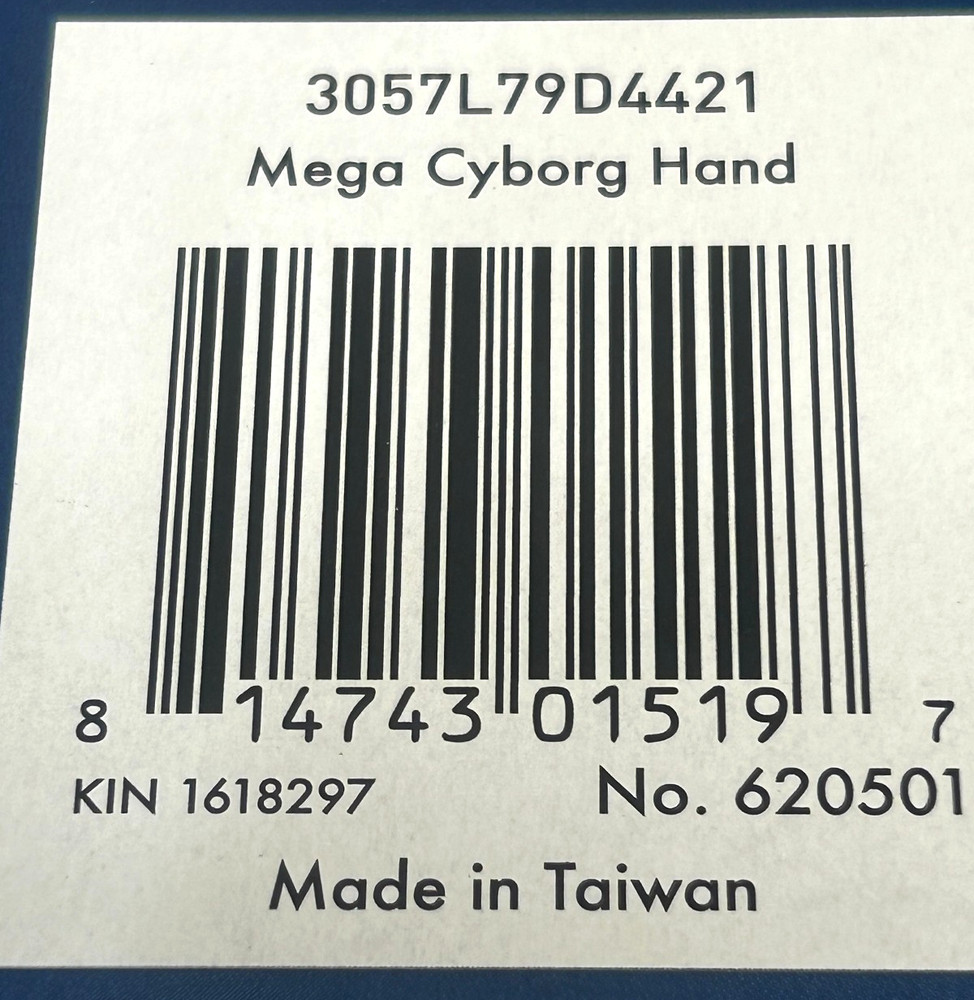 3057L79D4421
Mega Cyborg Hand
8 14743 01519 7
KIN 1618297 No. 620501
Made in Taiwan